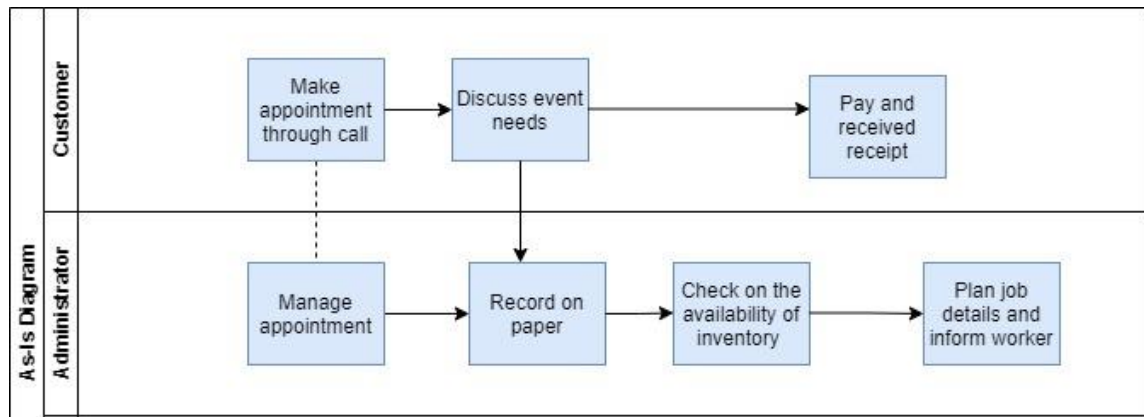 As-Is Diagram
Customer
Make
appointment
through call
Discuss event
needs
Pay and
received
receipt
Administrator
Manage
appointment
Record on
paper
Check on the
availability of
inventory
Plan job
details and
inform worker